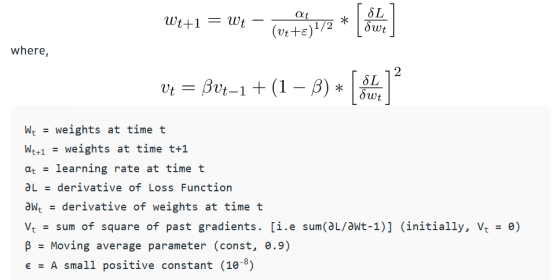 w_{t+1} = w_t - \frac{α_t}{(v_t+ε)^{1/2}} * [\frac{δL}{δw_t}]
where,
v_t = βv_{t-1} + (1 - β) * [\frac{δL}{δw_t}]^2
W_t = weights at time t
W_{t+1} = weights at time t+1
α_t = learning rate at time t
∂L = derivative of Loss Function
∂W_t = derivative of weights at time t
V_t = sum of square of past gradients. [i.e sum(∂L/∂Wt-1)] (initially, V_t = 0)
β = Moving average parameter (const, 0.9)
ϵ = A small positive constant (10^{-8})